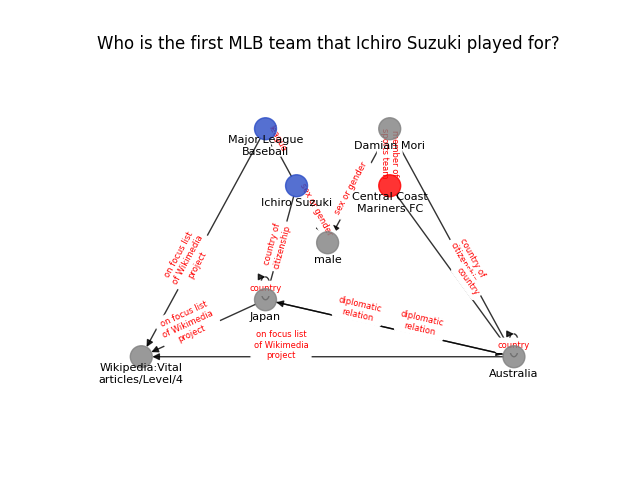 Who is the first MLB team that Ichiro Suzuki played for?
Major League
Baseball
Damian Mori
member of
sports team
Ichiro Suzuki
Central Coast
Mariners FC
sex or gender
sex or gender
male
country of
citizenship
country of
citizenship
country
on focus list
of Wikimedia
project
country
Japan
diplomatic
relation
diplomatic
relation
on focus list
of Wikimedia
project
on focus list
of Wikimedia
project
country
Wikipedia:Vital
articles/Level/4
Australia